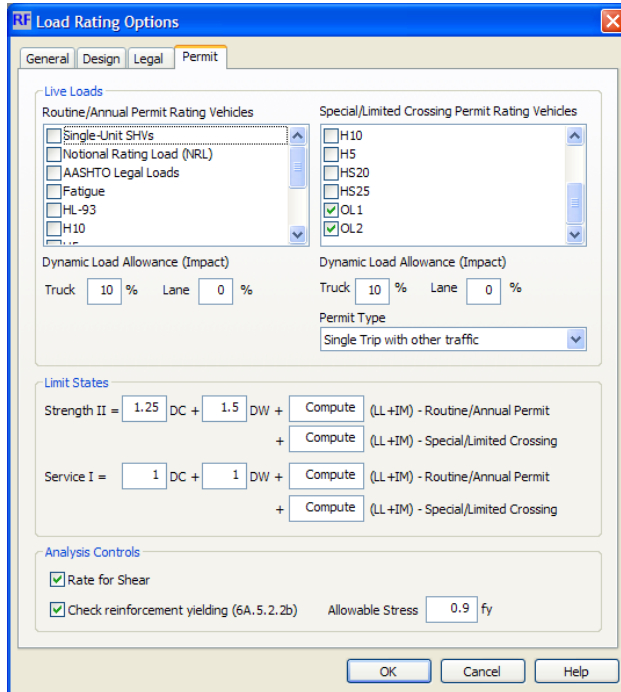 RF Load Rating Options
General Design Legal Permit
Live Loads
Routine/Annual Permit Rating Vehicles
Single-Unit SHVs
Notional Rating Load (NRL)
AASHTO Legal Loads
Fatigue
HL-93
H10
Special/Limited Crossing Permit Rating Vehicles
H10
H5
HS20
HS25
OL1
OL2
Dynamic Load Allowance (Impact)
Truck 10 % Lane 0 %
Dynamic Load Allowance (Impact)
Truck 10 % Lane 0 %
Permit Type
Single Trip with other traffic
Limit States
Strength II = 1.25 DC + 1.5 DW + Compute (LL+IM) - Routine/Annual Permit
+ Compute (LL+IM) - Special/Limited Crossing
Service I = 1 DC + 1 DW + Compute (LL+IM) - Routine/Annual Permit
+ Compute (LL+IM) - Special/Limited Crossing
Analysis Controls
Rate for Shear
Check reinforcement yielding (6A.5.2.2b) Allowable Stress 0.9 fy
OK Cancel Help